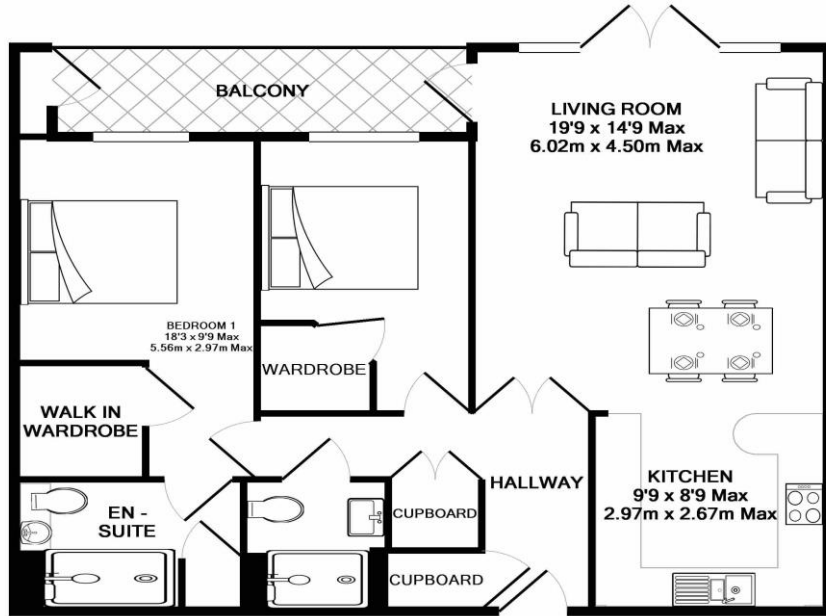 BALCONY
LIVING ROOM
19'9 x 14'9 Max
6.02m x 4.50m Max
BEDROOM 1
18'3 x 9'9 Max
5.56m x 2.97m Max
WARDROBE
WALK IN
WARDROBE
EN -
SUITE
CUPBOARD
CUPBOARD
HALLWAY
KITCHEN
9'9 x 8'9 Max
2.97m x 2.67m Max